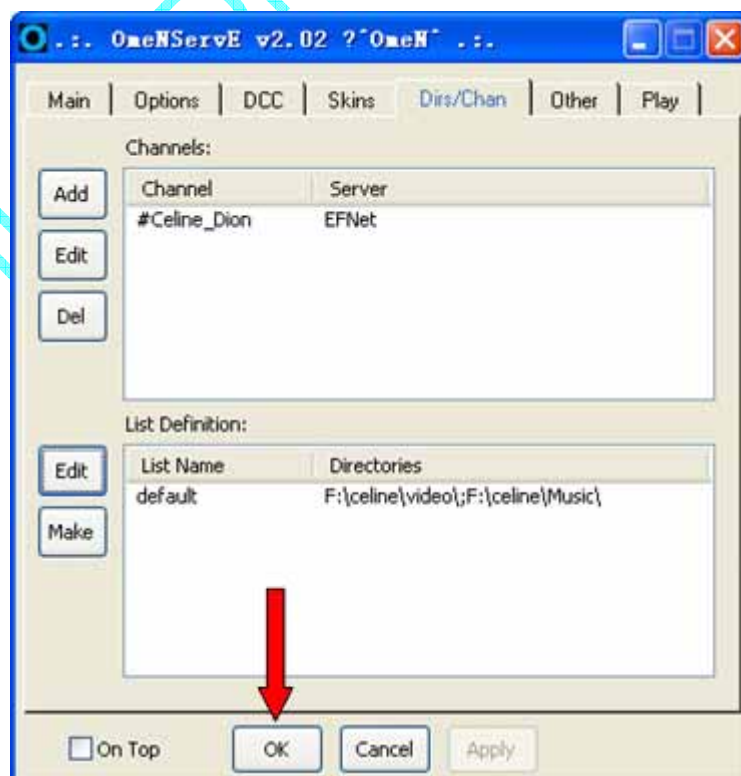 .:. OmeNServE v2.02 ?ˆOmeNˆ .:.
Main Options DCC Skins Dirs/Chan Other Play
Channels:
Add
Channel Server
#Celine_Dion EFNet
Edit
Del
List Definition:
Edit
List Name Directories
default F:\celine\video\;F:\celine\Music\
Make
On Top OK Cancel Apply